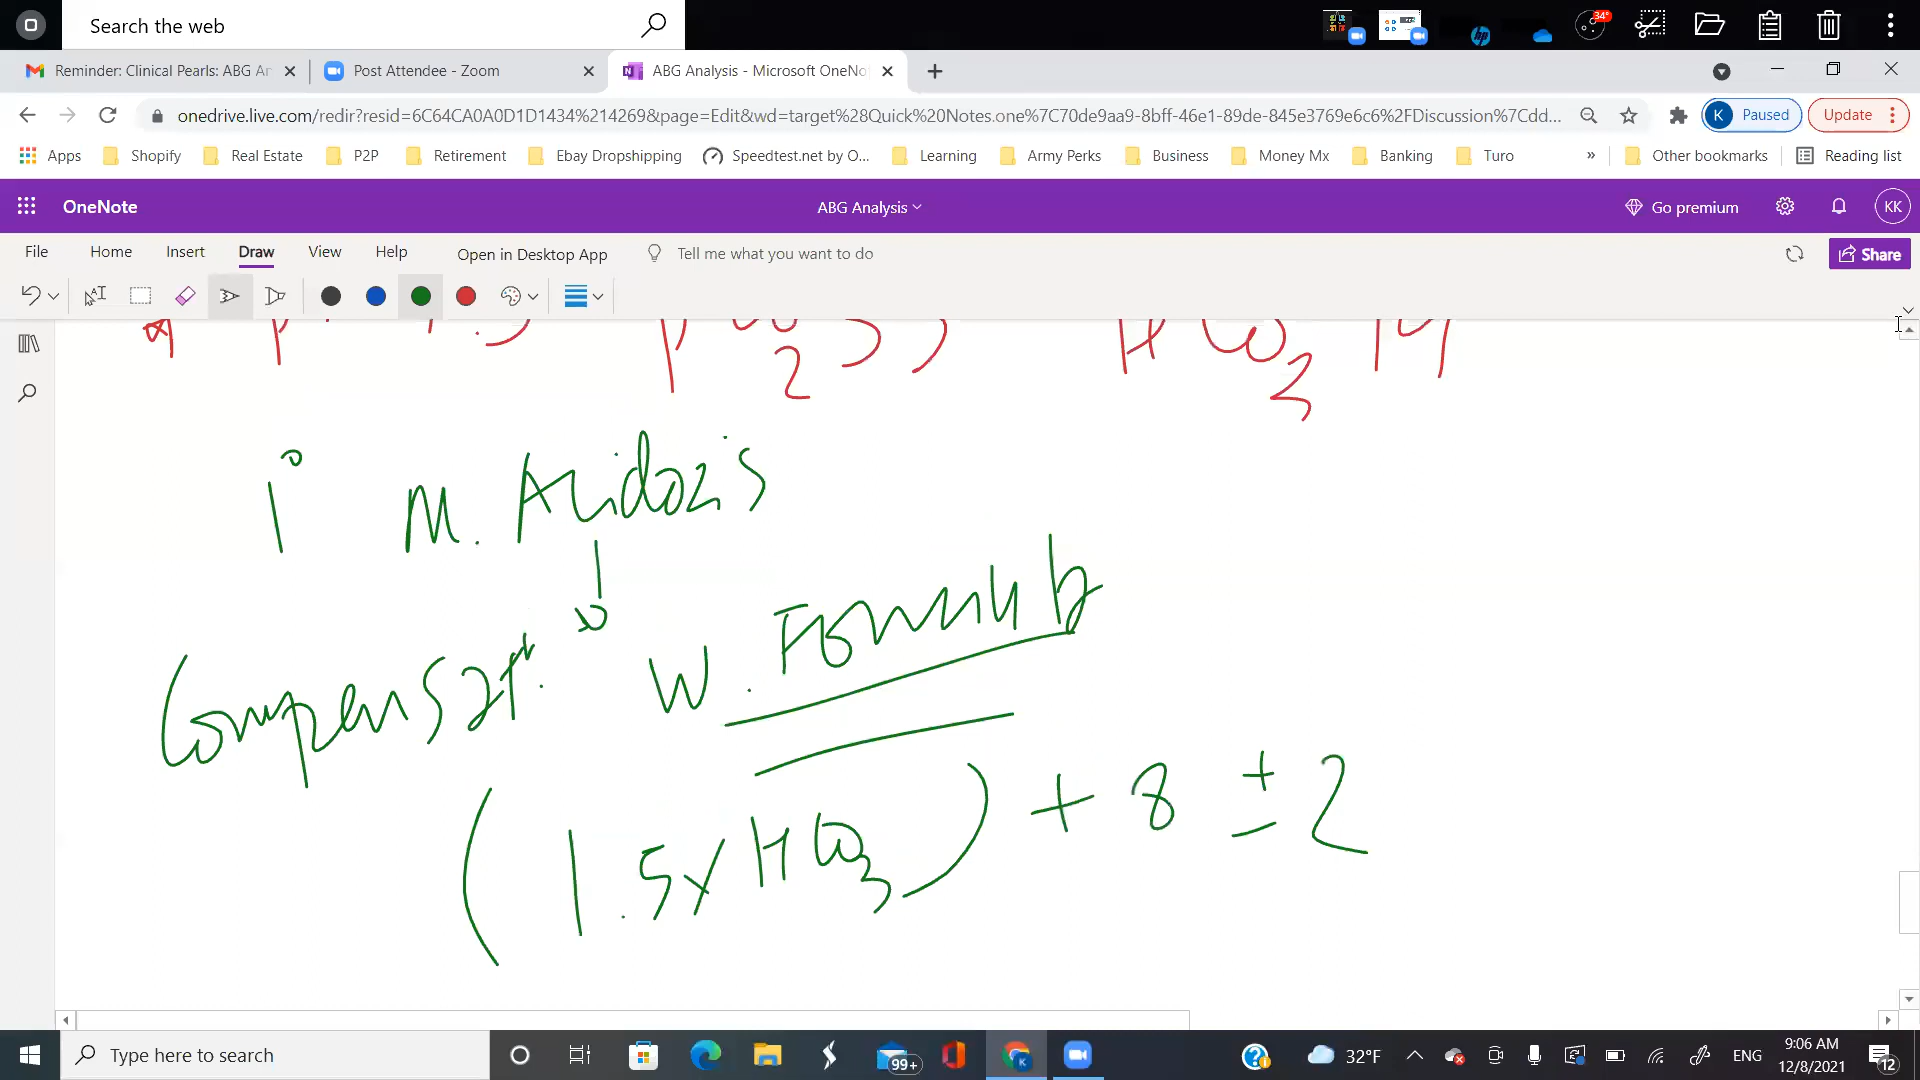 Search the web
34°
Reminder: Clinical Pearls: ABG An
Post Attendee - Zoom
ABG Analysis - Microsoft OneNo
onedrive.live.com/redir?resid=6C64CA0A0D1D1434%214269&page=Edit&wd=target%28Quick%20Notes.one%7C70de9aa9-8bff-46e1-89de-845e3769e6c6%2FDiscussion%7Cdd...
K Paused
Update
Apps Shopify Real Estate P2P Retirement Ebay Dropshipping Speedtest.net by O... Learning Army Perks Business Money Mx Banking Turo » Other bookmarks Reading list
OneNote
ABG Analysis
Go premium
KK
File Home Insert Draw View Help Open in Desktop App Tell me what you want to do
Share
HCO3 14
1° M. Acidosis
W. Formula
(1.5 x HCO3) + 8 ± 2
Type here to search
99+
32°F
ENG
9:06 AM
12/8/2021
12